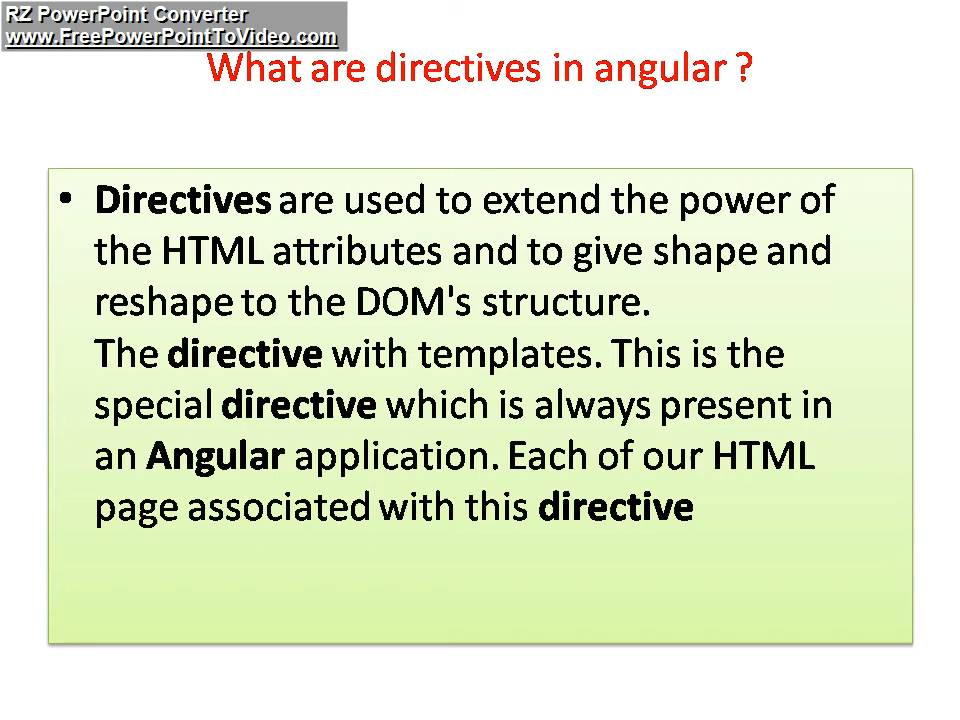 RZ PowerPoint Converter
www.FreePowerPointToVideo.com
What are directives in angular ?
• Directives are used to extend the power of
the HTML attributes and to give shape and
reshape to the DOM's structure.
The directive with templates. This is the
special directive which is always present in
an Angular application. Each of our HTML
page associated with this directive